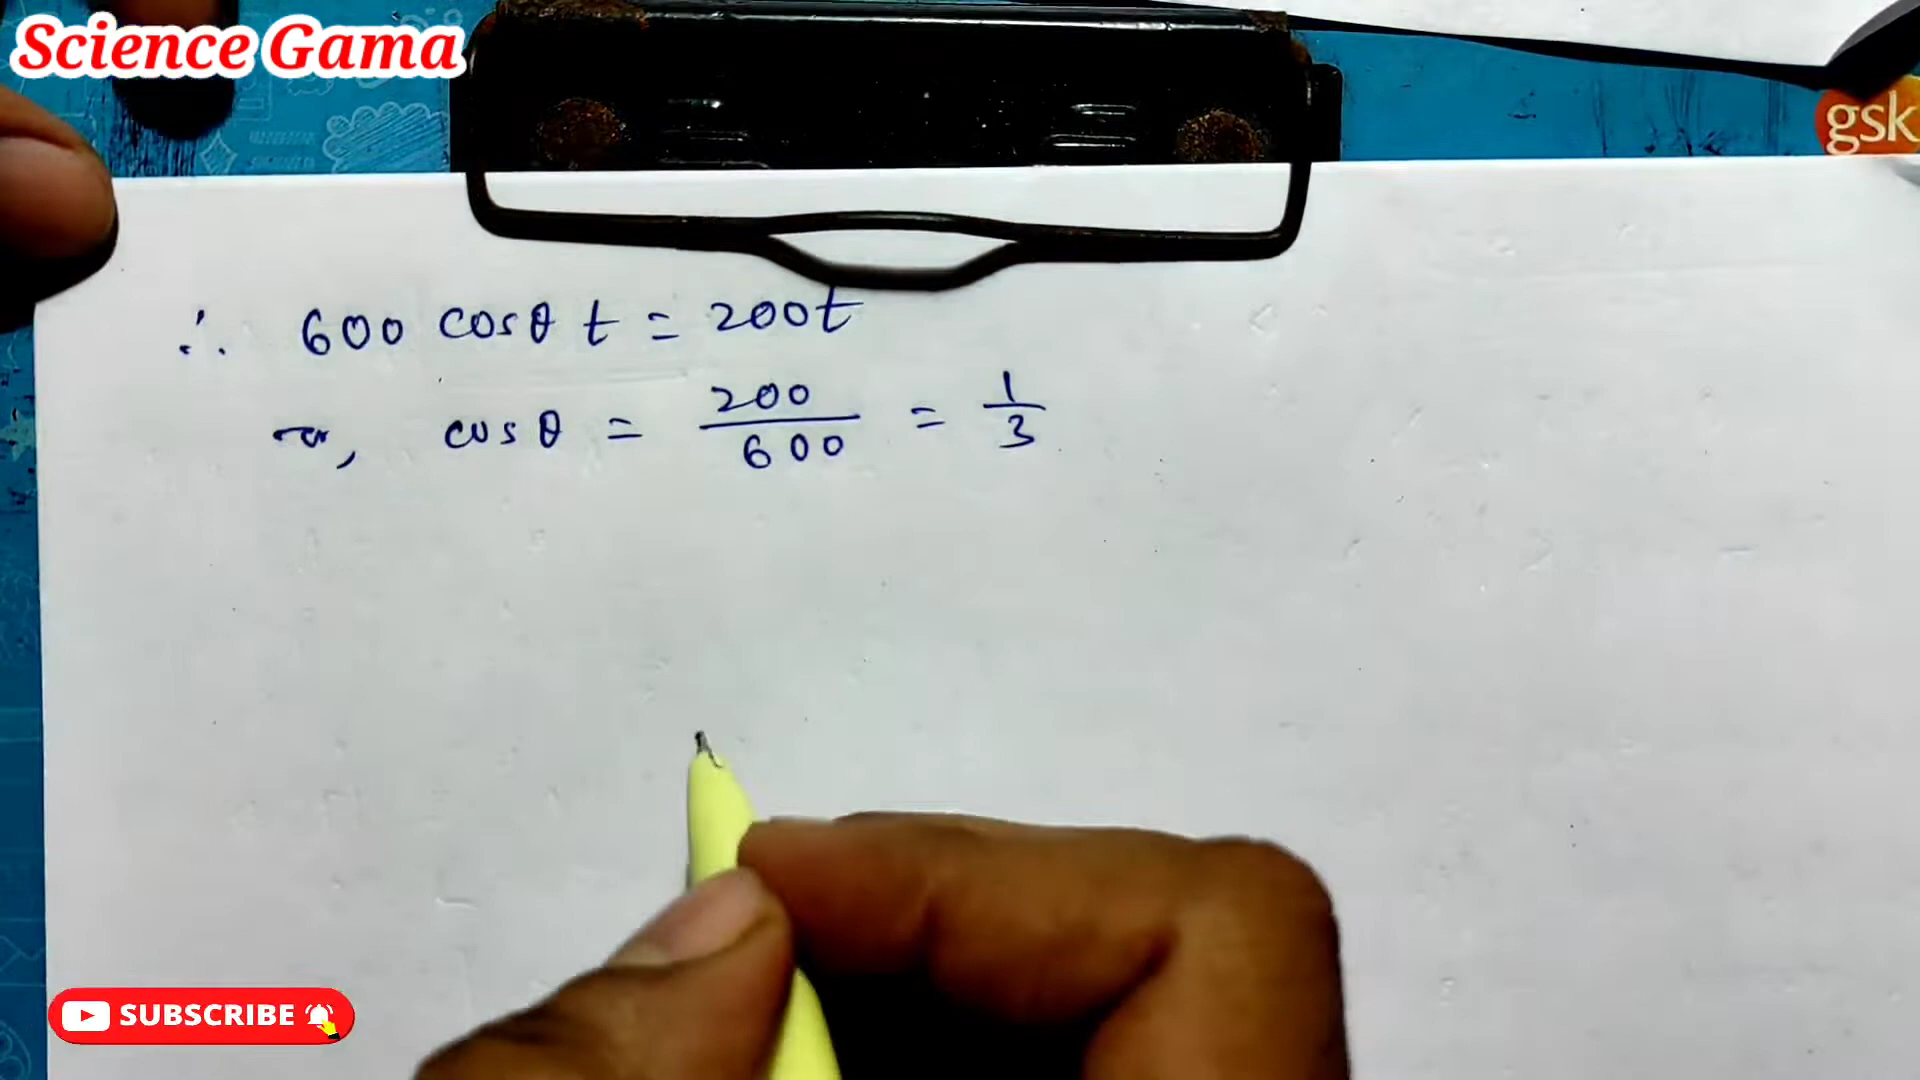 Science Gama
gsk
∴ 600 cosθ t = 200t
or, cosθ = 200/600 = 1/3
SUBSCRIBE